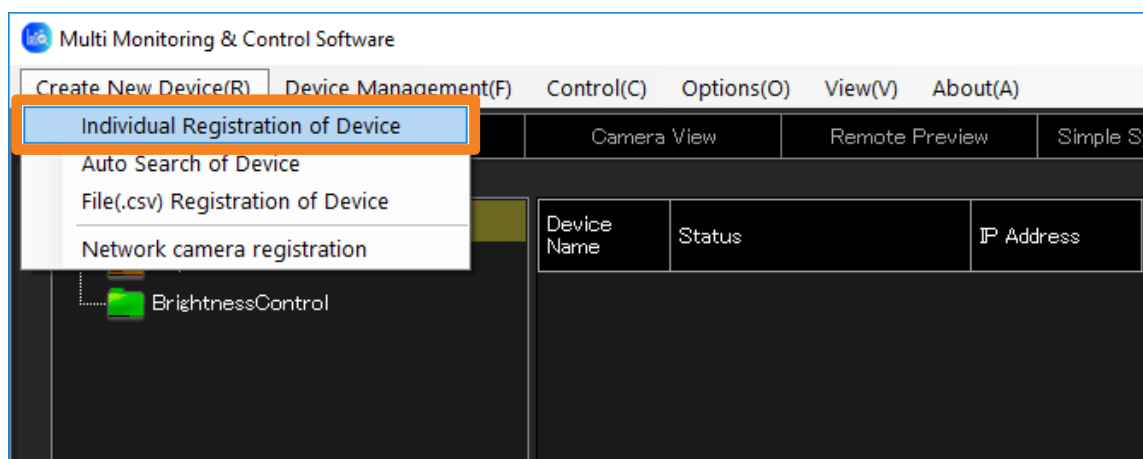 Multi Monitoring & Control Software
Create New Device(R) Device Management(F) Control(C) Options(O) View(V) About(A)
Individual Registration of Device
Auto Search of Device
File(.csv) Registration of Device
Network camera registration
Camera View Remote Preview Simple S
Device Name Status IP Address
BrightnessControl